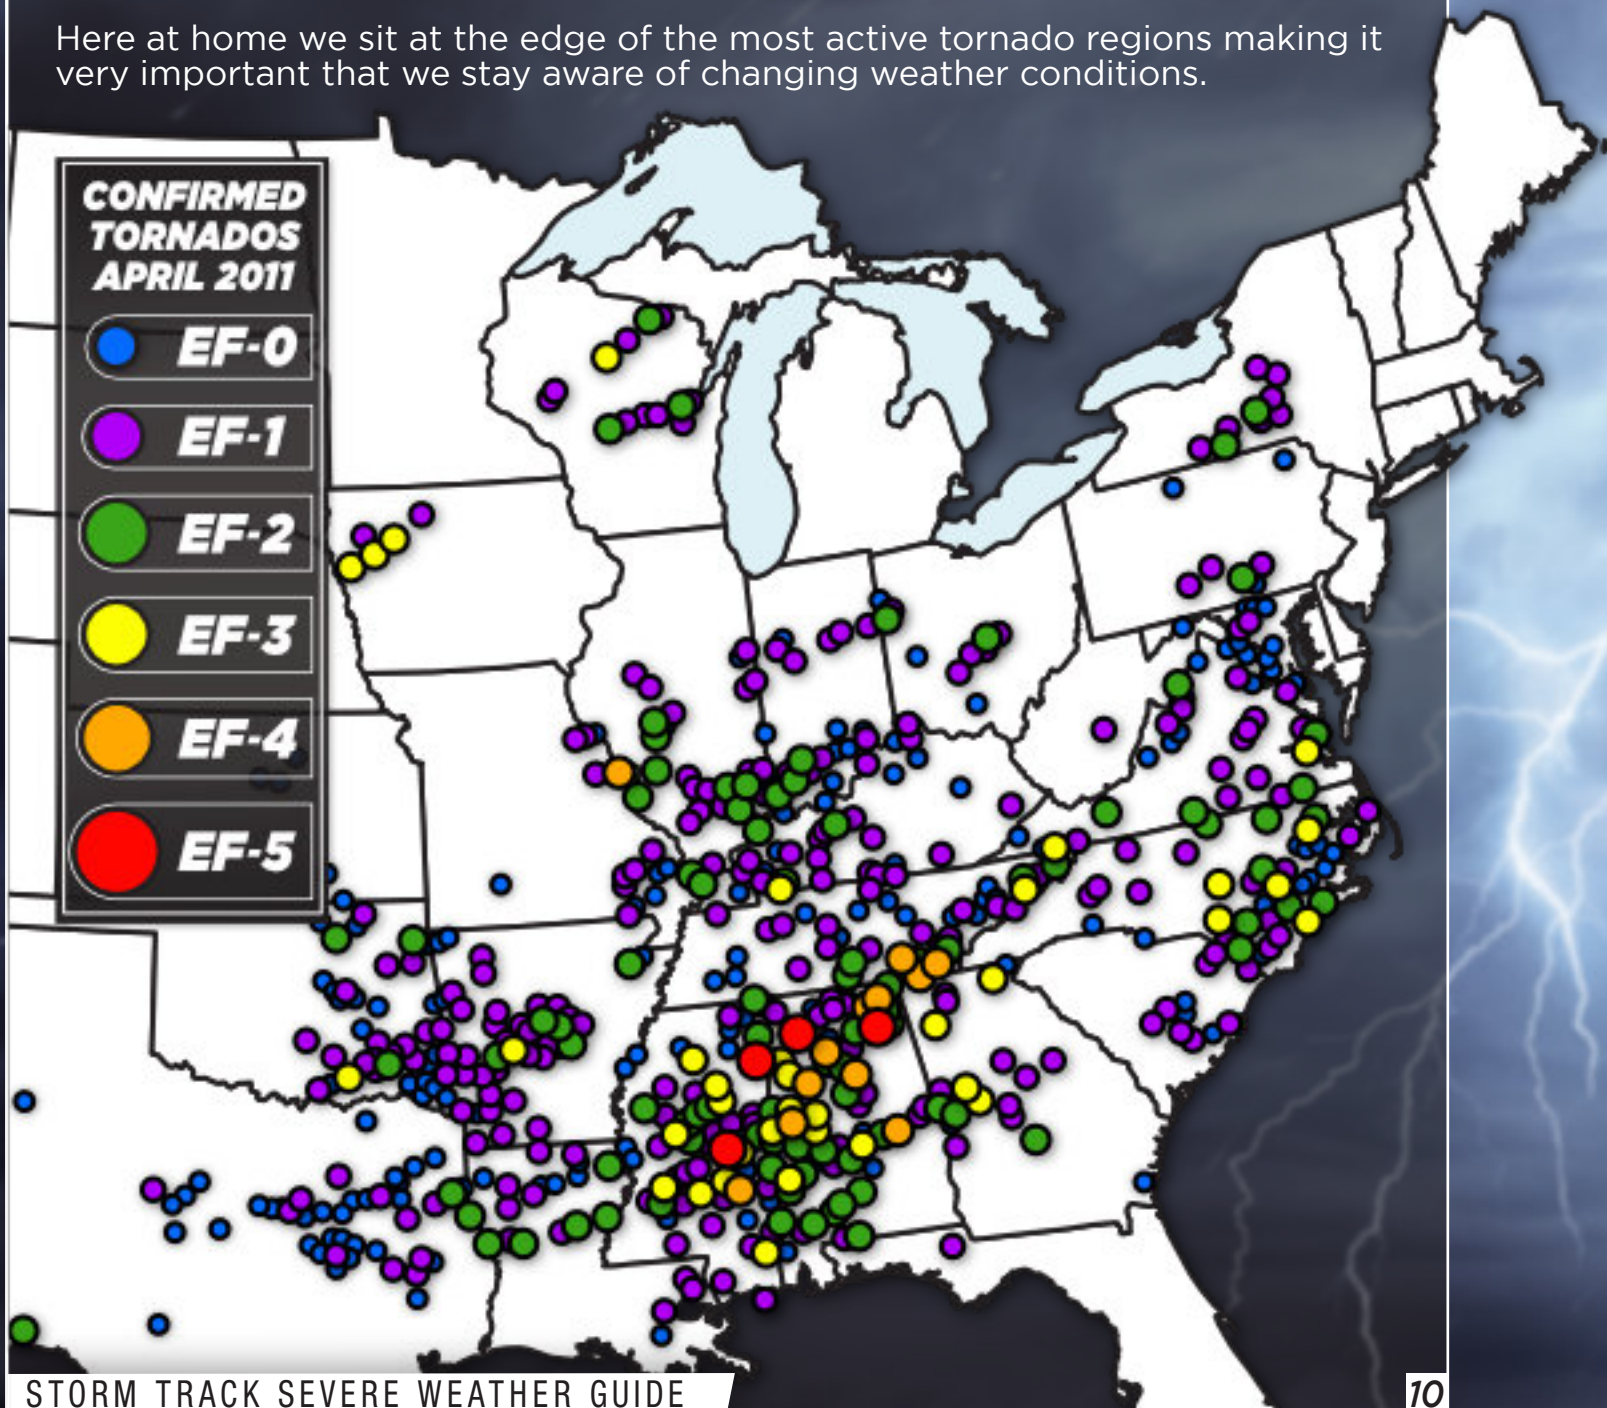 Here at home we sit at the edge of the most active tornado regions making it
very important that we stay aware of changing weather conditions.
CONFIRMED
TORNADOS
APRIL 2011
EF-0
EF-1
EF-2
EF-3
EF-4
EF-5
STORM TRACK SEVERE WEATHER GUIDE
10